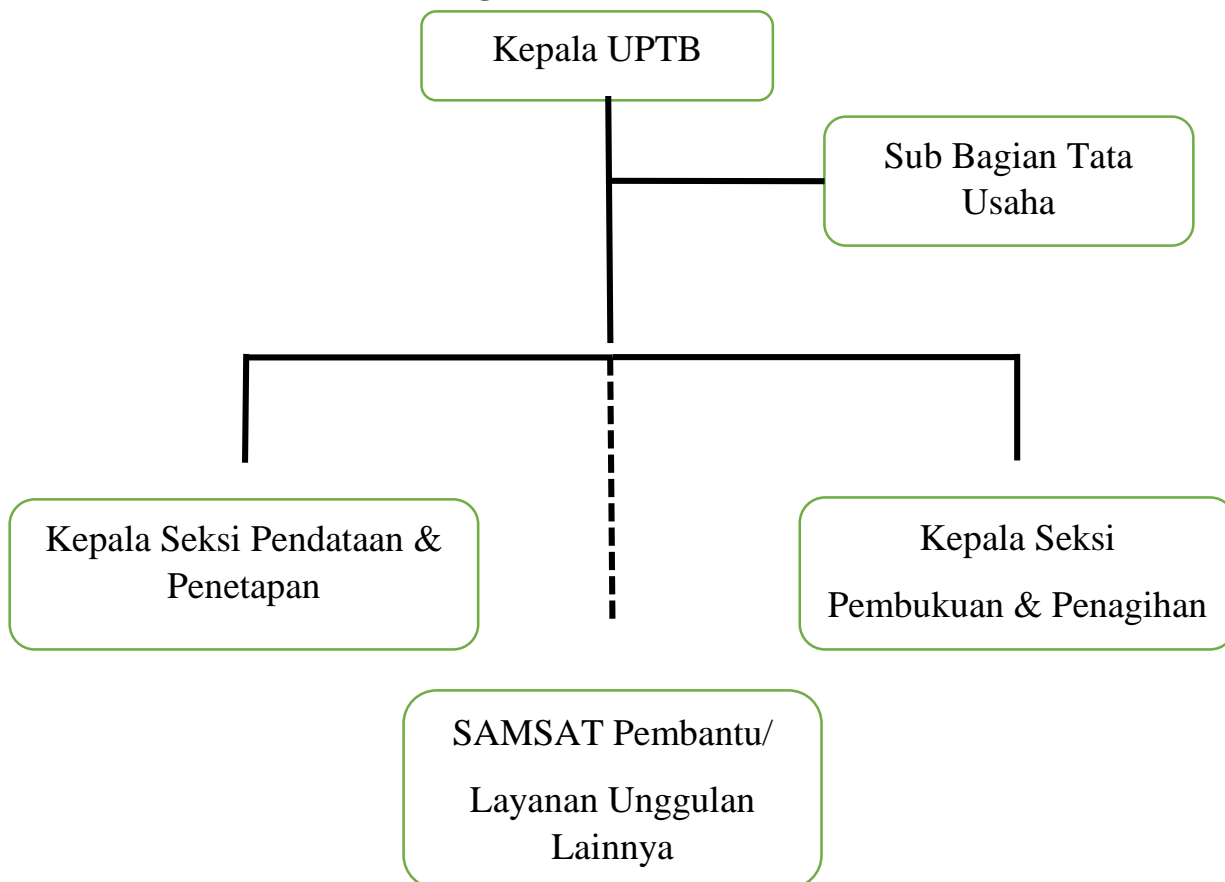 Kepala UPTB
Sub Bagian Tata
Usaha
Kepala Seksi Pendataan &
Penetapan
Kepala Seksi
Pembukuan & Penagihan
SAMSAT Pembantu/
Layanan Unggulan
Lainnya